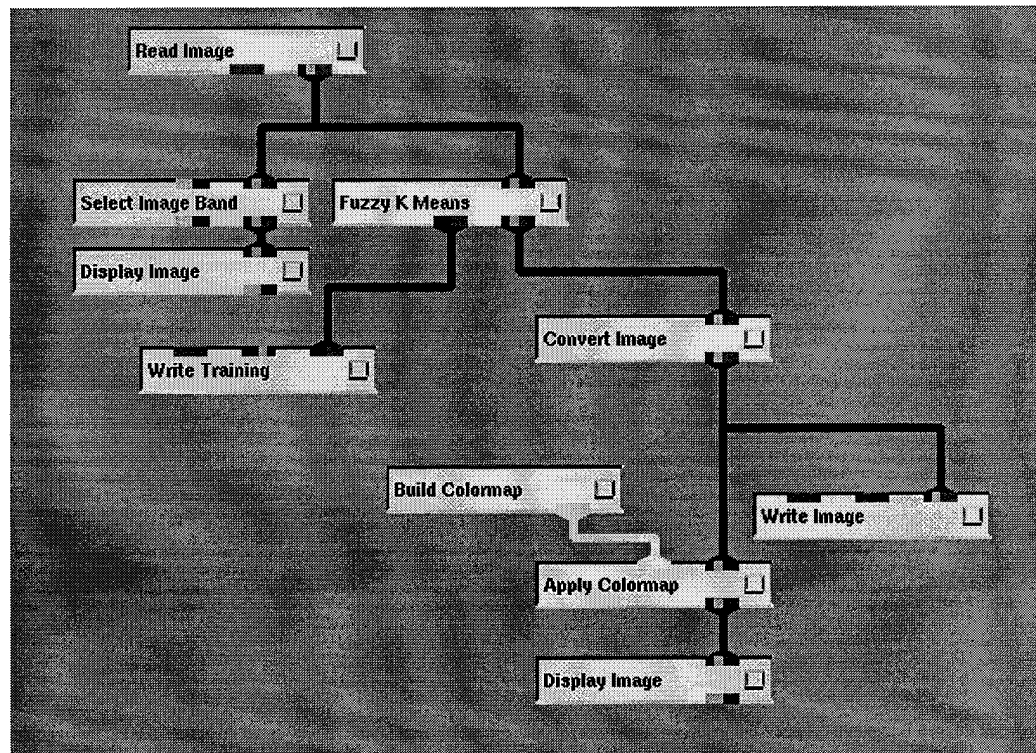 Read Image
Select Image Band
Fuzzy K Means
Display Image
Convert Image
Write Training
Build Colormap
Write Image
Apply Colormap
Display Image